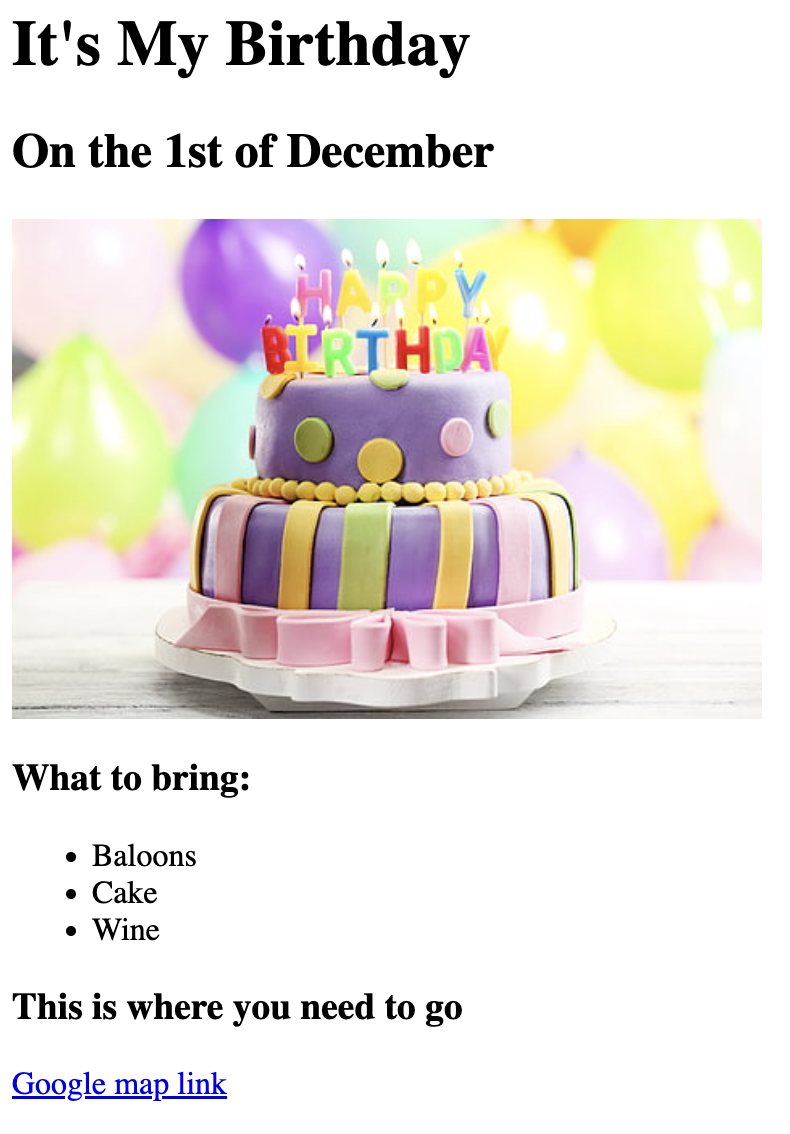 It's My Birthday
On the 1st of December
HAPPY
BIRTHDAY
What to bring:
Baloons
Cake
Wine
This is where you need to go
Google map link